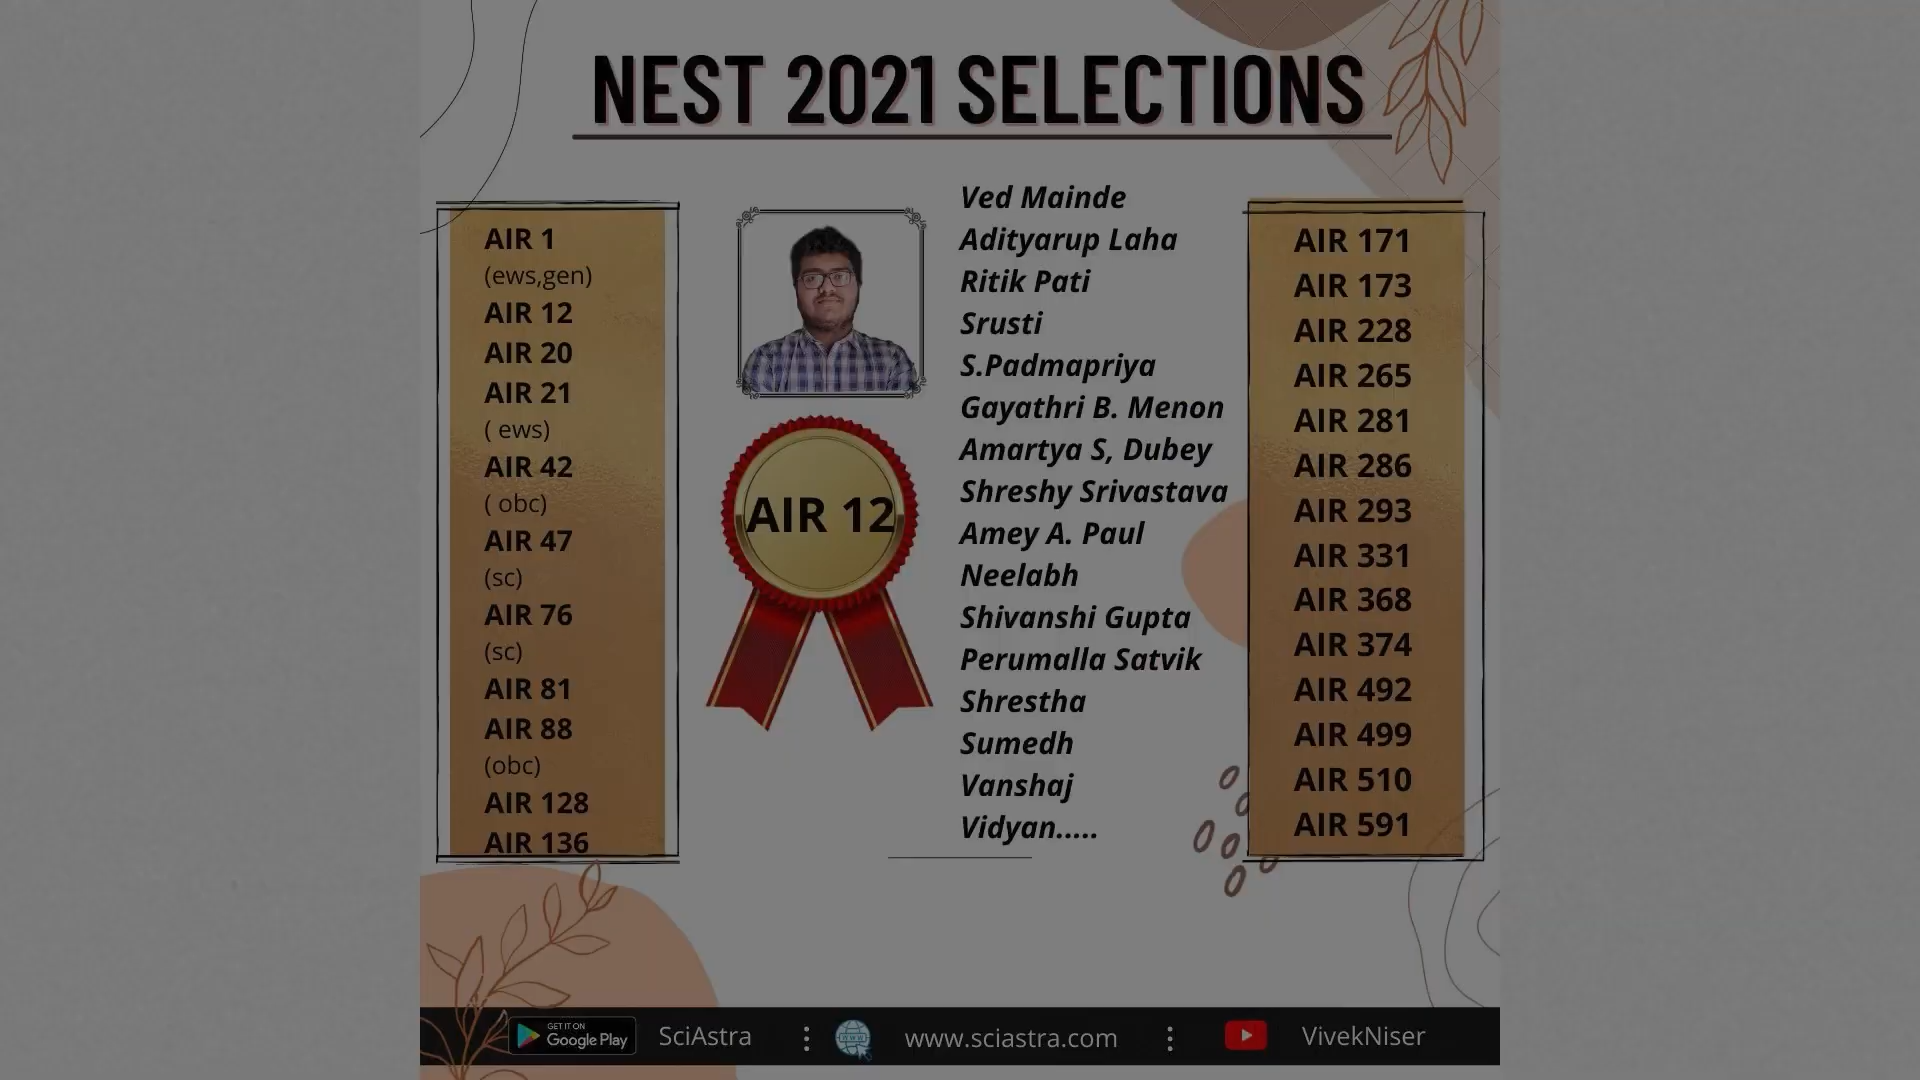 NEST 2021 SELECTIONS
AIR 1
(ews,gen)
AIR 12
AIR 20
AIR 21
( ews)
AIR 42
( obc)
AIR 47
(sc)
AIR 76
(sc)
AIR 81
AIR 88
(obc)
AIR 128
AIR 136
AIR 12
Ved Mainde
Adityarup Laha
Ritik Pati
Srusti
S.Padmapriya
Gayathri B. Menon
Amartya S, Dubey
Shreshy Srivastava
Amey A. Paul
Neelabh
Shivanshi Gupta
Perumalla Satvik
Shrestha
Sumedh
Vanshaj
Vidyan.....
AIR 171
AIR 173
AIR 228
AIR 265
AIR 281
AIR 286
AIR 293
AIR 331
AIR 368
AIR 374
AIR 492
AIR 499
AIR 510
AIR 591
GET IT ON
Google Play
SciAstra
WWW
www.sciastra.com
VivekNiser